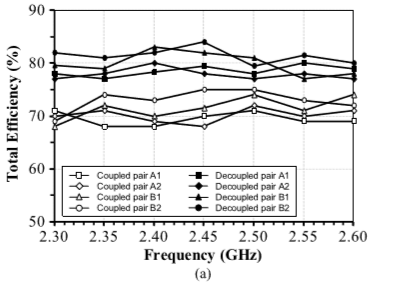 90
80
70
60
50
Total Efficiency (%)
Coupled pair A1
Coupled pair A2
Coupled pair B1
Coupled pair B2
Decoupled pair A1
Decoupled pair A2
Decoupled pair B1
Decoupled pair B2
2.30 2.35 2.40 2.45 2.50 2.55 2.60
Frequency (GHz)
(a)